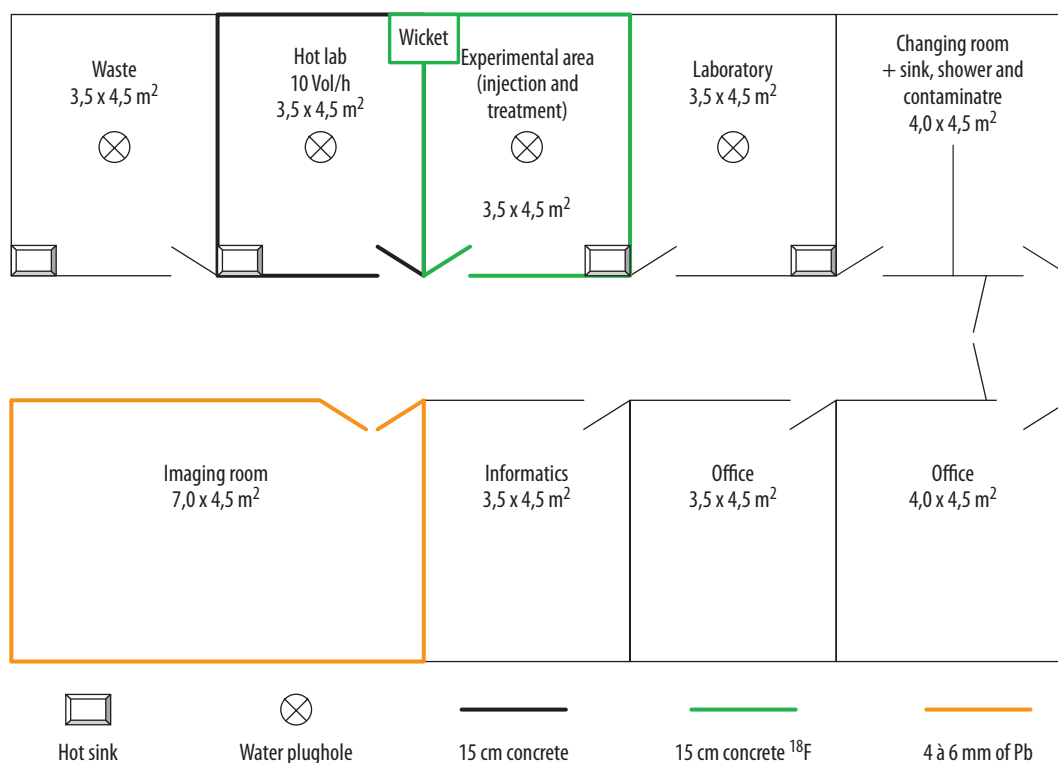 Waste
3,5 x 4,5 m²
Hot lab
10 Vol/h
3,5 x 4,5 m²
Wicket
Experimental area
(injection and
treatment)
3,5 x 4,5 m²
Laboratory
3,5 x 4,5 m²
Changing room
+ sink, shower and
contaminatre
4,0 x 4,5 m²
Imaging room
7,0 x 4,5 m²
Informatics
3,5 x 4,5 m²
Office
3,5 x 4,5 m²
Office
4,0 x 4,5 m²
Hot sink
Water plughole
15 cm concrete
15 cm concrete ¹⁸F
4 à 6 mm of Pb